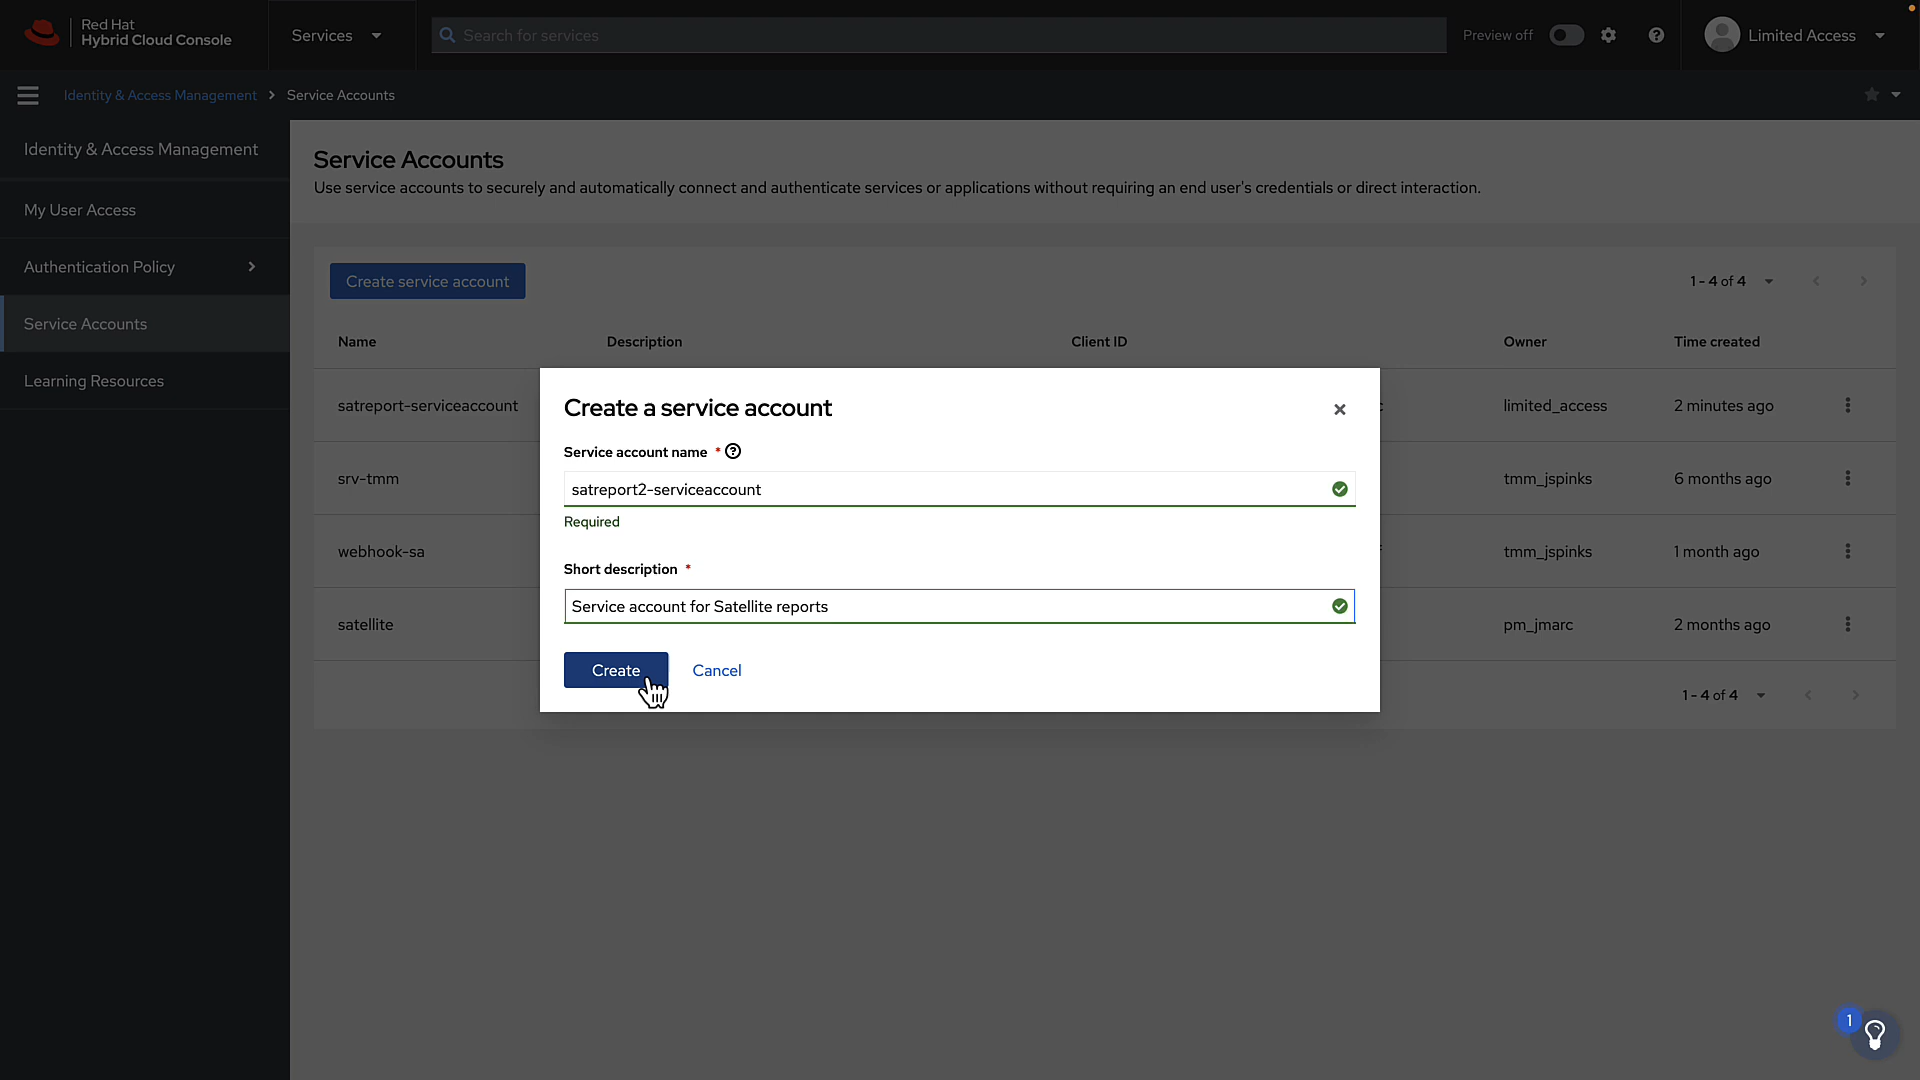 Red Hat
Hybrid Cloud Console
Services
Search for services
Preview off
Limited Access
Identity & Access Management
Service Accounts
Identity & Access Management
My User Access
Authentication Policy
Service Accounts
Learning Resources
Service Accounts
Use service accounts to securely and automatically connect and authenticate services or applications without requiring an end user's credentials or direct interaction.
Create service account
1 - 4 of 4
Name Description Client ID Owner Time created
satreport-serviceaccount limited_access 2 minutes ago
srv-tmm tmm_jspinks 6 months ago
webhook-sa tmm_jspinks 1 month ago
satellite pm_jmarc 2 months ago
1 - 4 of 4
Create a service account
Service account name *
satreport2-serviceaccount
Required
Short description *
Service account for Satellite reports
Create Cancel
1